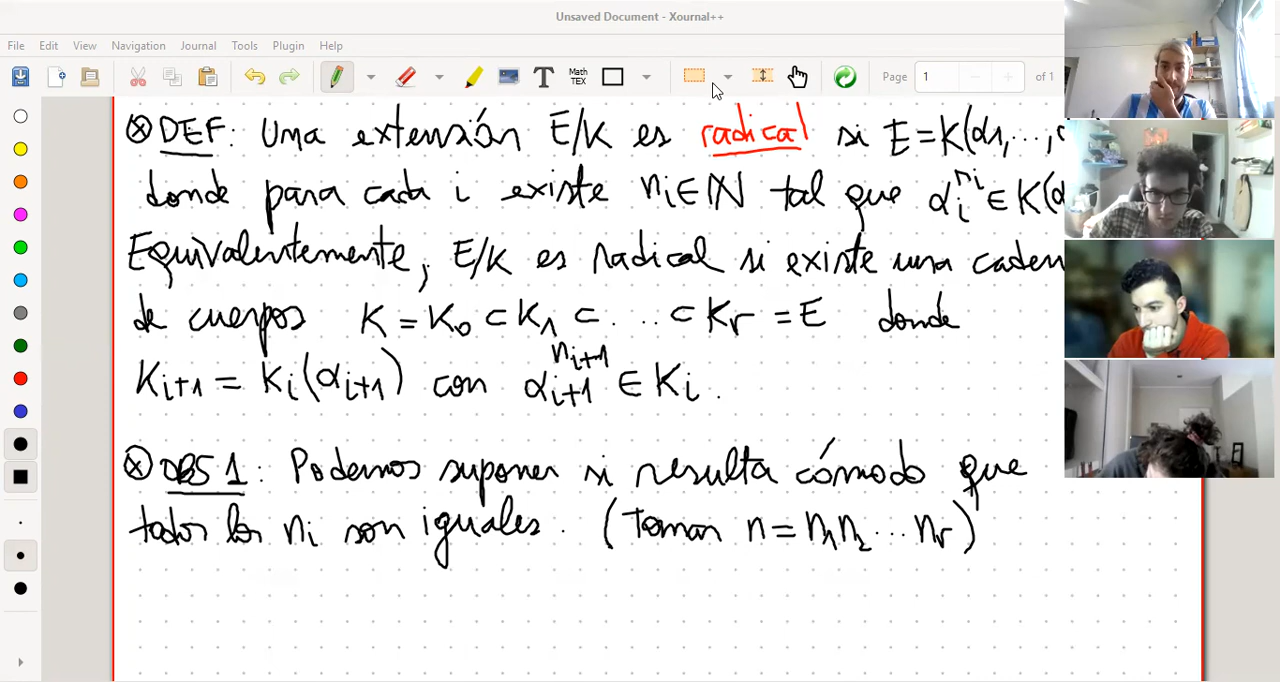 Unsaved Document - Xournal++
File Edit View Navigation Journal Tools Plugin Help
Math TEX Page 1 of 1
⊗ DEF: Una extensión E/K es radical si E = K(α1,...,
donde para cada i existe ni ∈ ℕ tal que αi^ni ∈ K(α
Equivalentemente, E/K es radical si existe una caden
de cuerpos K = K0 ⊂ K1 ⊂ ... ⊂ Kr = E donde
Ki+1 = Ki(αi+1) con αi+1^ni+1 ∈ Ki.
⊗ OBS 1: Podemos suponer si resulta cómodo que
todos los ni son iguales. (Tomar n = n1n2...nr)